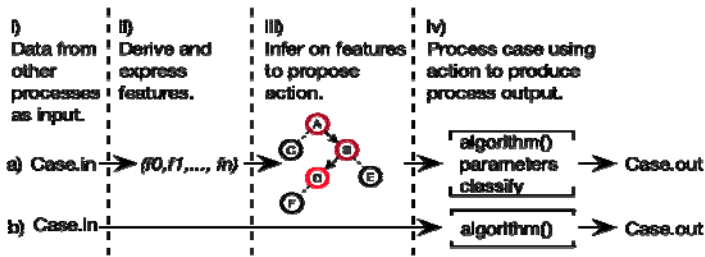 i)
Data from
other
processes
as input.
ii)
Derive and
express
features.
iii)
Infer on features
to propose
action.
iv)
Process case using
action to produce
process output.
a) Case.in
(f0,f1,..., fn)
A
C
B
D
E
F
algorithm()
parameters
classify
Case.out
b) Case.in
algorithm()
Case.out